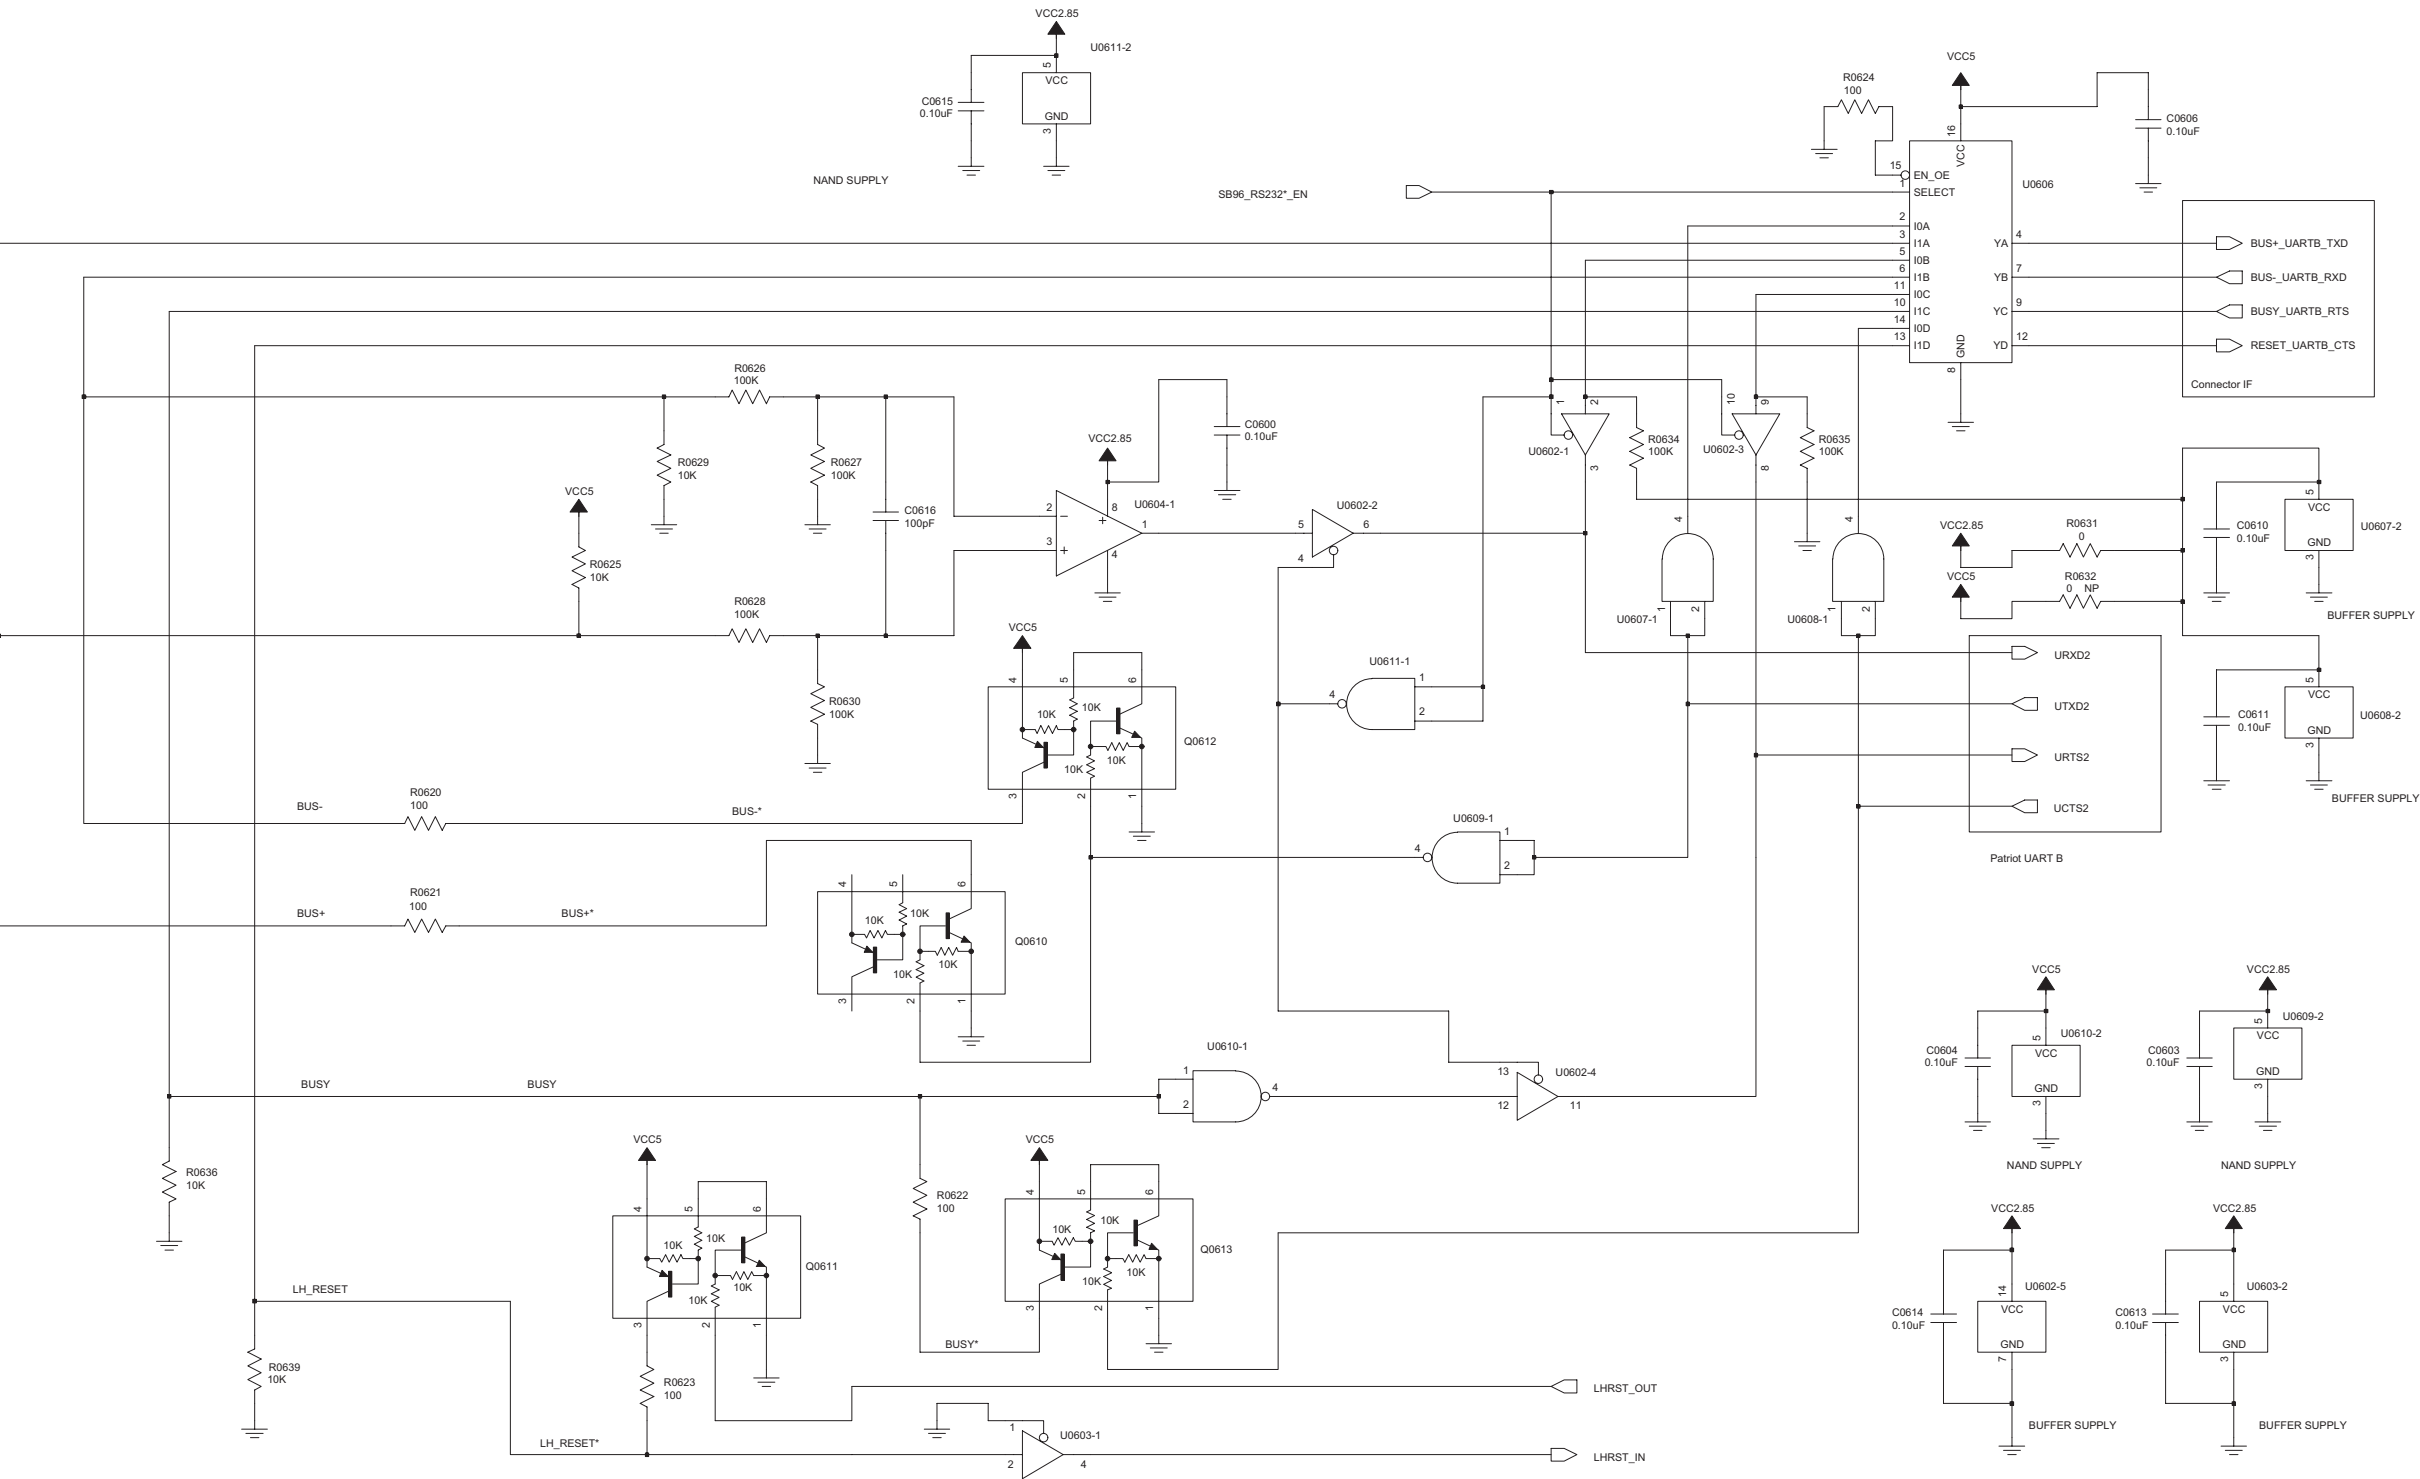 VCC2.85
U0611-2
5
VCC
GND
3
C0615
0.10uF
NAND SUPPLY
VCC5
R0624
100
C0606
0.10uF
16
VCC
15
EN_OE
1
SELECT
U0606
SB96_RS232*_EN
2
I0A
3
I1A
5
I0B
6
I1B
11
I0C
10
I1C
14
I0D
13
I1D
YA
4
YB
7
YC
9
YD
12
GND
8
BUS+_UARTB_TXD
BUS-_UARTB_RXD
BUSY_UARTB_RTS
RESET_UARTB_CTS
Connector IF
R0626
100K
R0629
10K
R0627
100K
C0616
100pF
VCC5
R0625
10K
R0628
100K
R0630
100K
VCC2.85
C0600
0.10uF
U0604-1
2
3
8
4
1
U0602-2
5
6
4
1
2
U0602-1
3
R0634
100K
10
9
U0602-3
8
R0635
100K
4
1
2
U0607-1
4
1
2
U0608-1
VCC2.85
R0631
0
VCC5
R0632
0 NP
C0610
0.10uF
5
VCC
GND
3
U0607-2
BUFFER SUPPLY
C0611
0.10uF
5
VCC
GND
3
U0608-2
BUFFER SUPPLY
URXD2
UTXD2
URTS2
UCTS2
Patriot UART B
U0611-1
4
1
2
U0609-1
4
1
2
VCC5
4
5
6
10K
10K
10K
10K
3
2
1
Q0612
BUS-
R0620
100
BUS-*
BUS+
R0621
100
BUS+*
4
5
6
10K
10K
10K
10K
3
2
1
Q0610
BUSY
BUSY
U0610-1
1
2
4
U0602-4
13
12
11
R0636
10K
R0622
100
VCC5
4
5
6
10K
10K
10K
10K
3
2
1
Q0611
VCC5
4
5
6
10K
10K
10K
10K
3
2
1
Q0613
BUSY*
LH_RESET
R0639
10K
R0623
100
LH_RESET*
LHRST_OUT
U0603-1
1
2
4
LHRST_IN
VCC5
C0604
0.10uF
5
VCC
GND
3
U0610-2
NAND SUPPLY
VCC2.85
C0603
0.10uF
5
VCC
GND
3
U0609-2
NAND SUPPLY
VCC2.85
C0614
0.10uF
14
VCC
GND
7
U0602-5
BUFFER SUPPLY
VCC2.85
C0613
0.10uF
5
VCC
GND
3
U0603-2
BUFFER SUPPLY